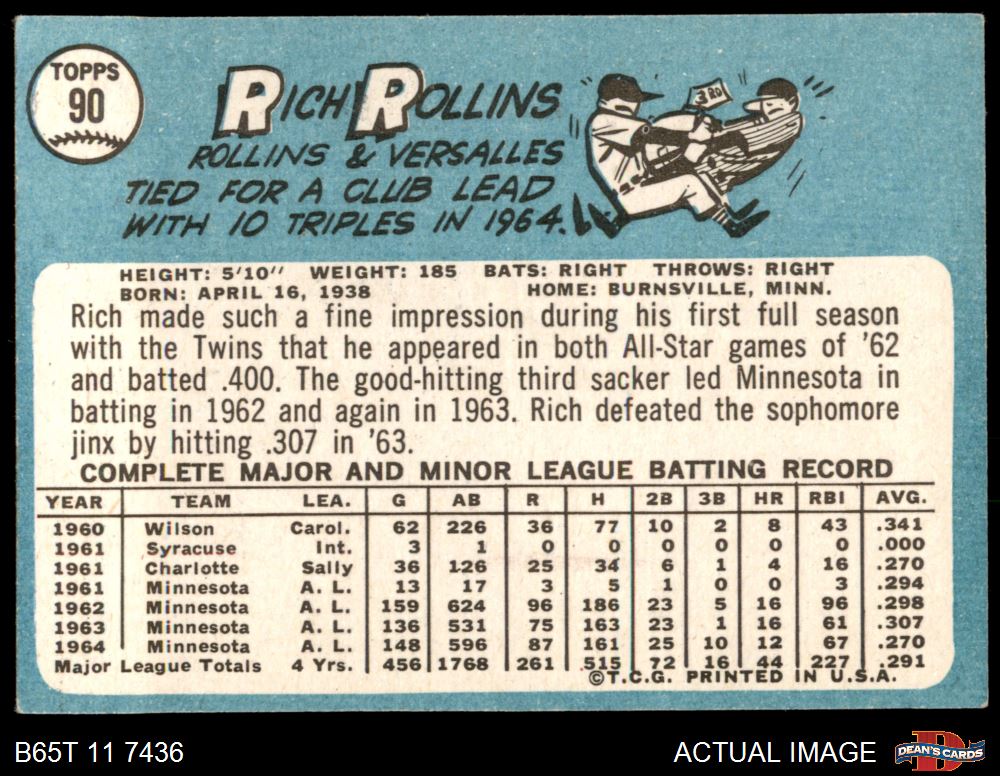 TOPPS
90
RICH ROLLINS
ROLLINS & VERSALLES
TIED FOR A CLUB LEAD
WITH 10 TRIPLES IN 1964.
3RD
HEIGHT: 5'10" WEIGHT: 185 BATS: RIGHT THROWS: RIGHT
BORN: APRIL 16, 1938 HOME: BURNSVILLE, MINN.
Rich made such a fine impression during his first full season
with the Twins that he appeared in both All-Star games of '62
and batted .400. The good-hitting third sacker led Minnesota in
batting in 1962 and again in 1963. Rich defeated the sophomore
jinx by hitting .307 in '63.
COMPLETE MAJOR AND MINOR LEAGUE BATTING RECORD
YEAR TEAM LEA. G AB R H 2B 3B HR RBI AVG.
1960 Wilson Carol. 62 226 36 77 10 2 8 43 .341
1961 Syracuse Int. 3 1 0 0 0 0 0 0 .000
1961 Charlotte Sally 36 126 25 34 6 1 4 16 .270
1961 Minnesota A. L. 13 17 3 5 1 0 0 3 .294
1962 Minnesota A. L. 159 624 96 186 23 5 16 96 .298
1963 Minnesota A. L. 136 531 75 163 23 1 16 61 .307
1964 Minnesota A. L. 148 596 87 161 25 10 12 67 .270
Major League Totals 4 Yrs. 456 1768 261 515 72 16 44 227 .291
©T.C.G. PRINTED IN U.S.A.
B65T 11 7436
ACTUAL IMAGE
DEAN'S CARDS